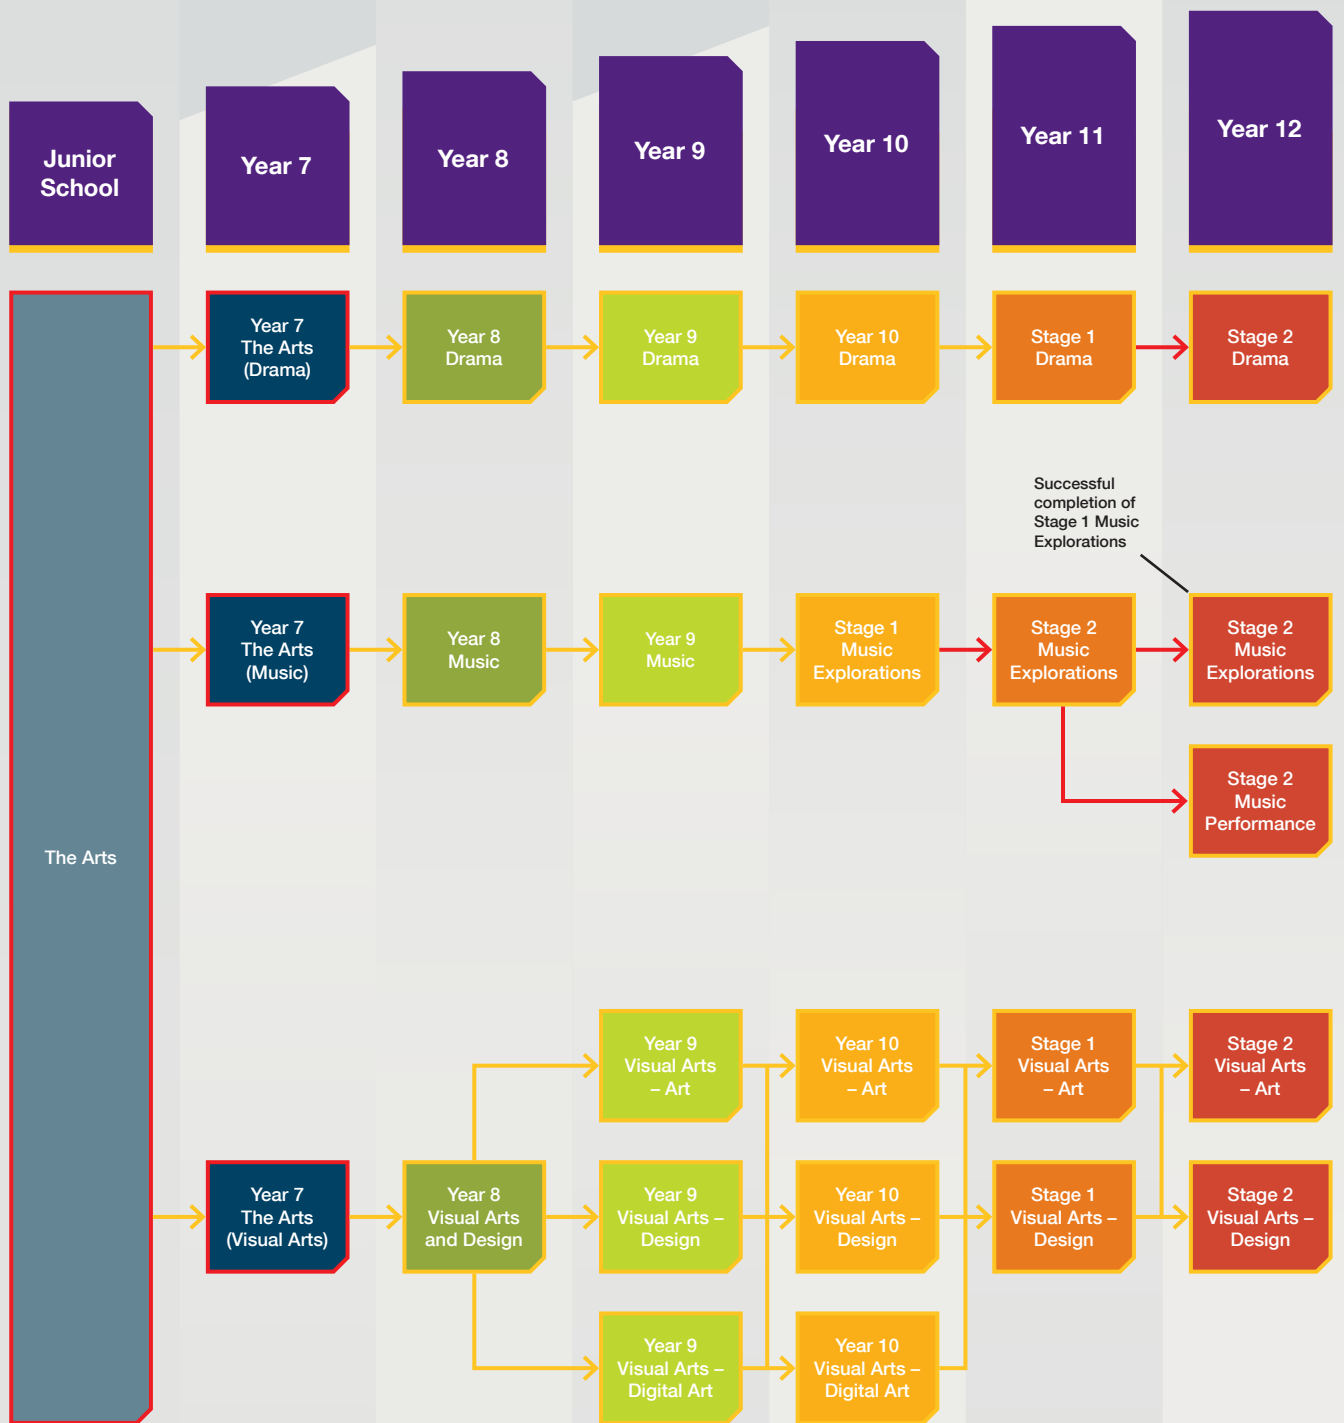 Junior
School
Year 7
Year 8
Year 9
Year 10
Year 11
Year 12
The Arts
Year 7
The Arts
(Drama)
Year 8
Drama
Year 9
Drama
Year 10
Drama
Stage 1
Drama
Stage 2
Drama
Successful
completion of
Stage 1 Music
Explorations
Year 7
The Arts
(Music)
Year 8
Music
Year 9
Music
Stage 1
Music
Explorations
Stage 2
Music
Explorations
Stage 2
Music
Explorations
Stage 2
Music
Performance
Year 9
Visual Arts
– Art
Year 10
Visual Arts
– Art
Stage 1
Visual Arts
– Art
Stage 2
Visual Arts
– Art
Year 7
The Arts
(Visual Arts)
Year 8
Visual Arts
and Design
Year 9
Visual Arts –
Design
Year 10
Visual Arts –
Design
Stage 1
Visual Arts –
Design
Stage 2
Visual Arts –
Design
Year 9
Visual Arts –
Digital Art
Year 10
Visual Arts –
Digital Art